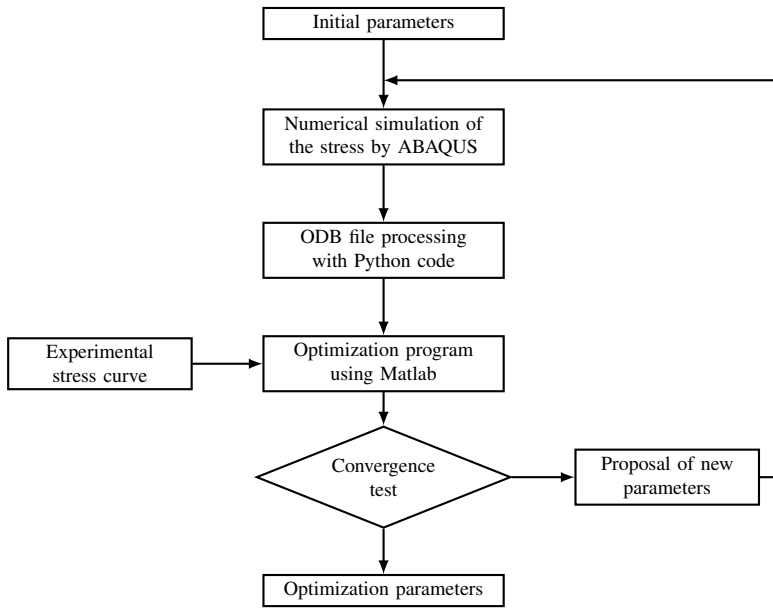 Initial parameters
Numerical simulation of
the stress by ABAQUS
ODB file processing
with Python code
Experimental
stress curve
Optimization program
using Matlab
Convergence
test
Proposal of new
parameters
Optimization parameters